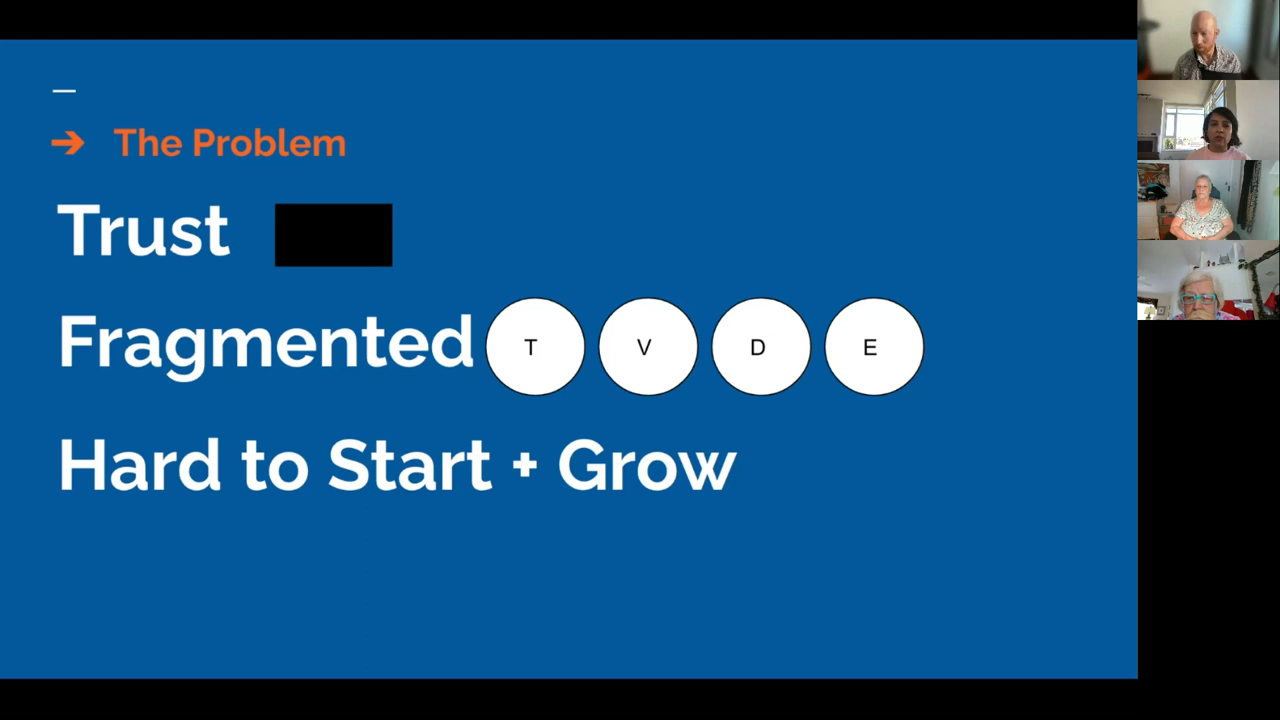 The Problem
Trust
Fragmented T V D E
Hard to Start + Grow